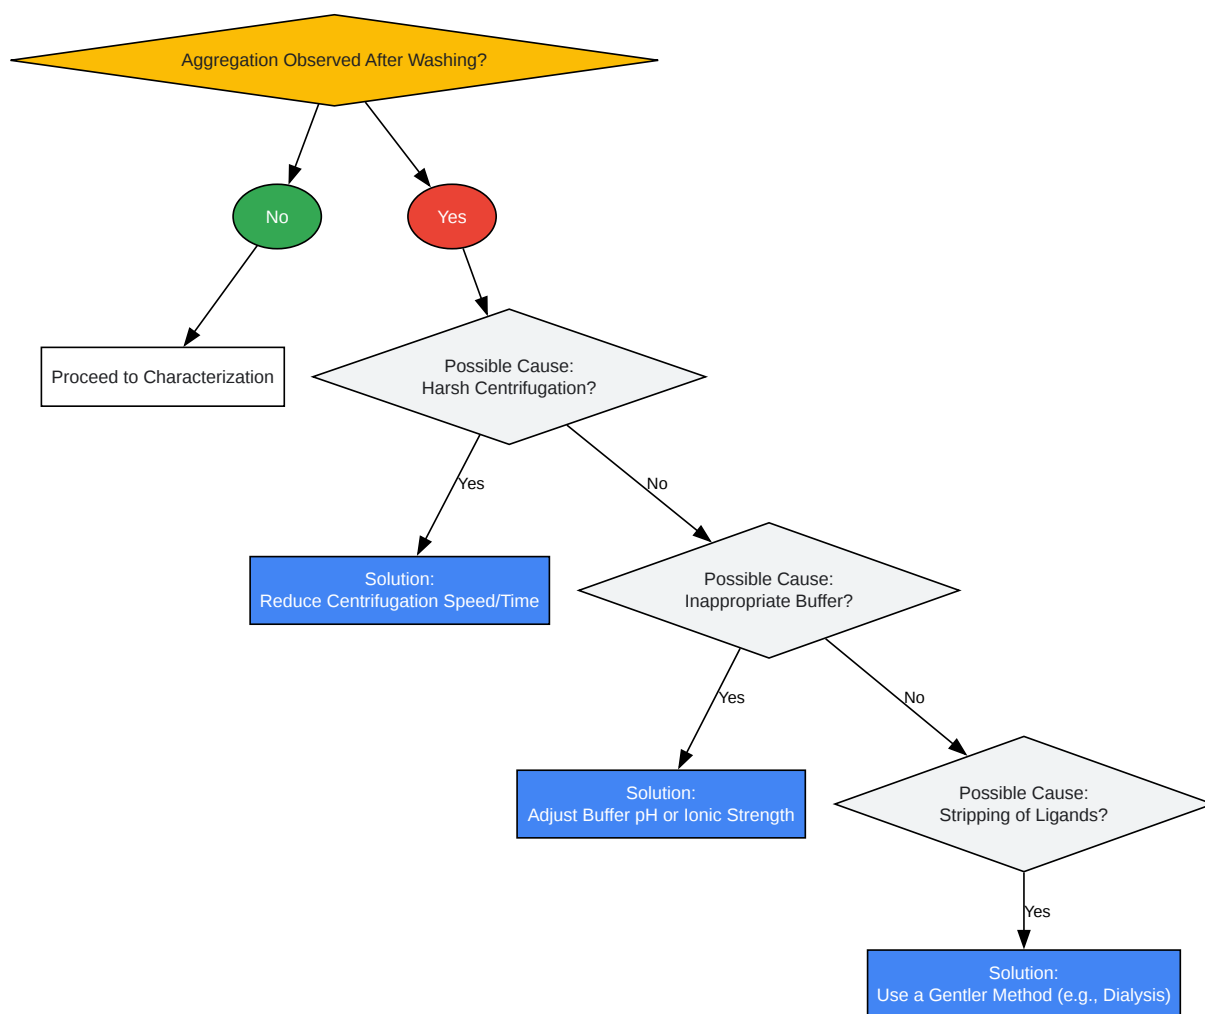 Aggregation Observed After Washing?
No
Yes
Proceed to Characterization
Possible Cause:
Harsh Centrifugation?
Yes
No
Solution:
Reduce Centrifugation Speed/Time
Possible Cause:
Inappropriate Buffer?
Yes
No
Solution:
Adjust Buffer pH or Ionic Strength
Possible Cause:
Stripping of Ligands?
Yes
Solution:
Use a Gentler Method (e.g., Dialysis)